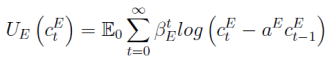 U_E (c_t^E) = 𝔼_0 ∑_{t=0}^{∞} β_E^t log (c_t^E − a^E c_{t−1}^E)